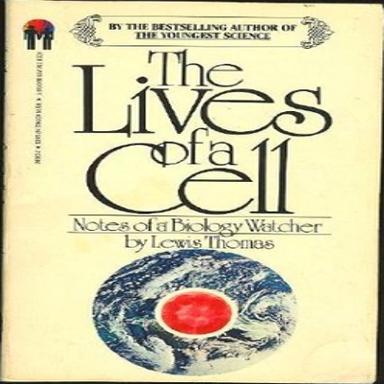 BY THE BESTSELLING AUTHOR OF
THE YOUNGEST SCIENCE
The
Lives
of a
Cell
Notes of a Biology Watcher
by Lewis Thomas